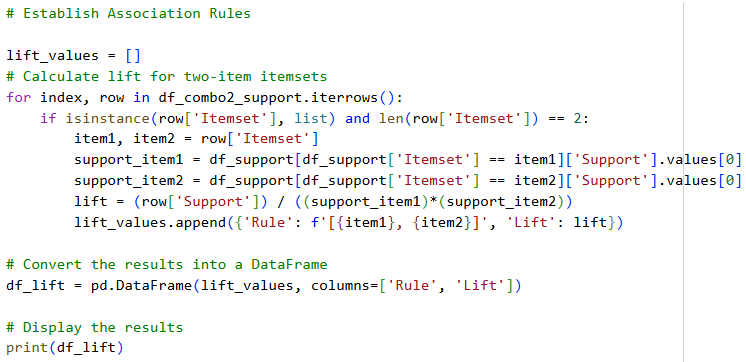 # Establish Association Rules
lift_values = []
# Calculate lift for two-item itemsets
for index, row in df_combo2_support.iterrows():
    if isinstance(row['Itemset'], list) and len(row['Itemset']) == 2:
        item1, item2 = row['Itemset']
        support_item1 = df_support[df_support['Itemset'] == item1]['Support'].values[0]
        support_item2 = df_support[df_support['Itemset'] == item2]['Support'].values[0]
        lift = (row['Support']) / ((support_item1)*(support_item2))
        lift_values.append({'Rule': f'[{item1}, {item2}]', 'Lift': lift})
# Convert the results into a DataFrame
df_lift = pd.DataFrame(lift_values, columns=['Rule', 'Lift'])
# Display the results
print(df_lift)